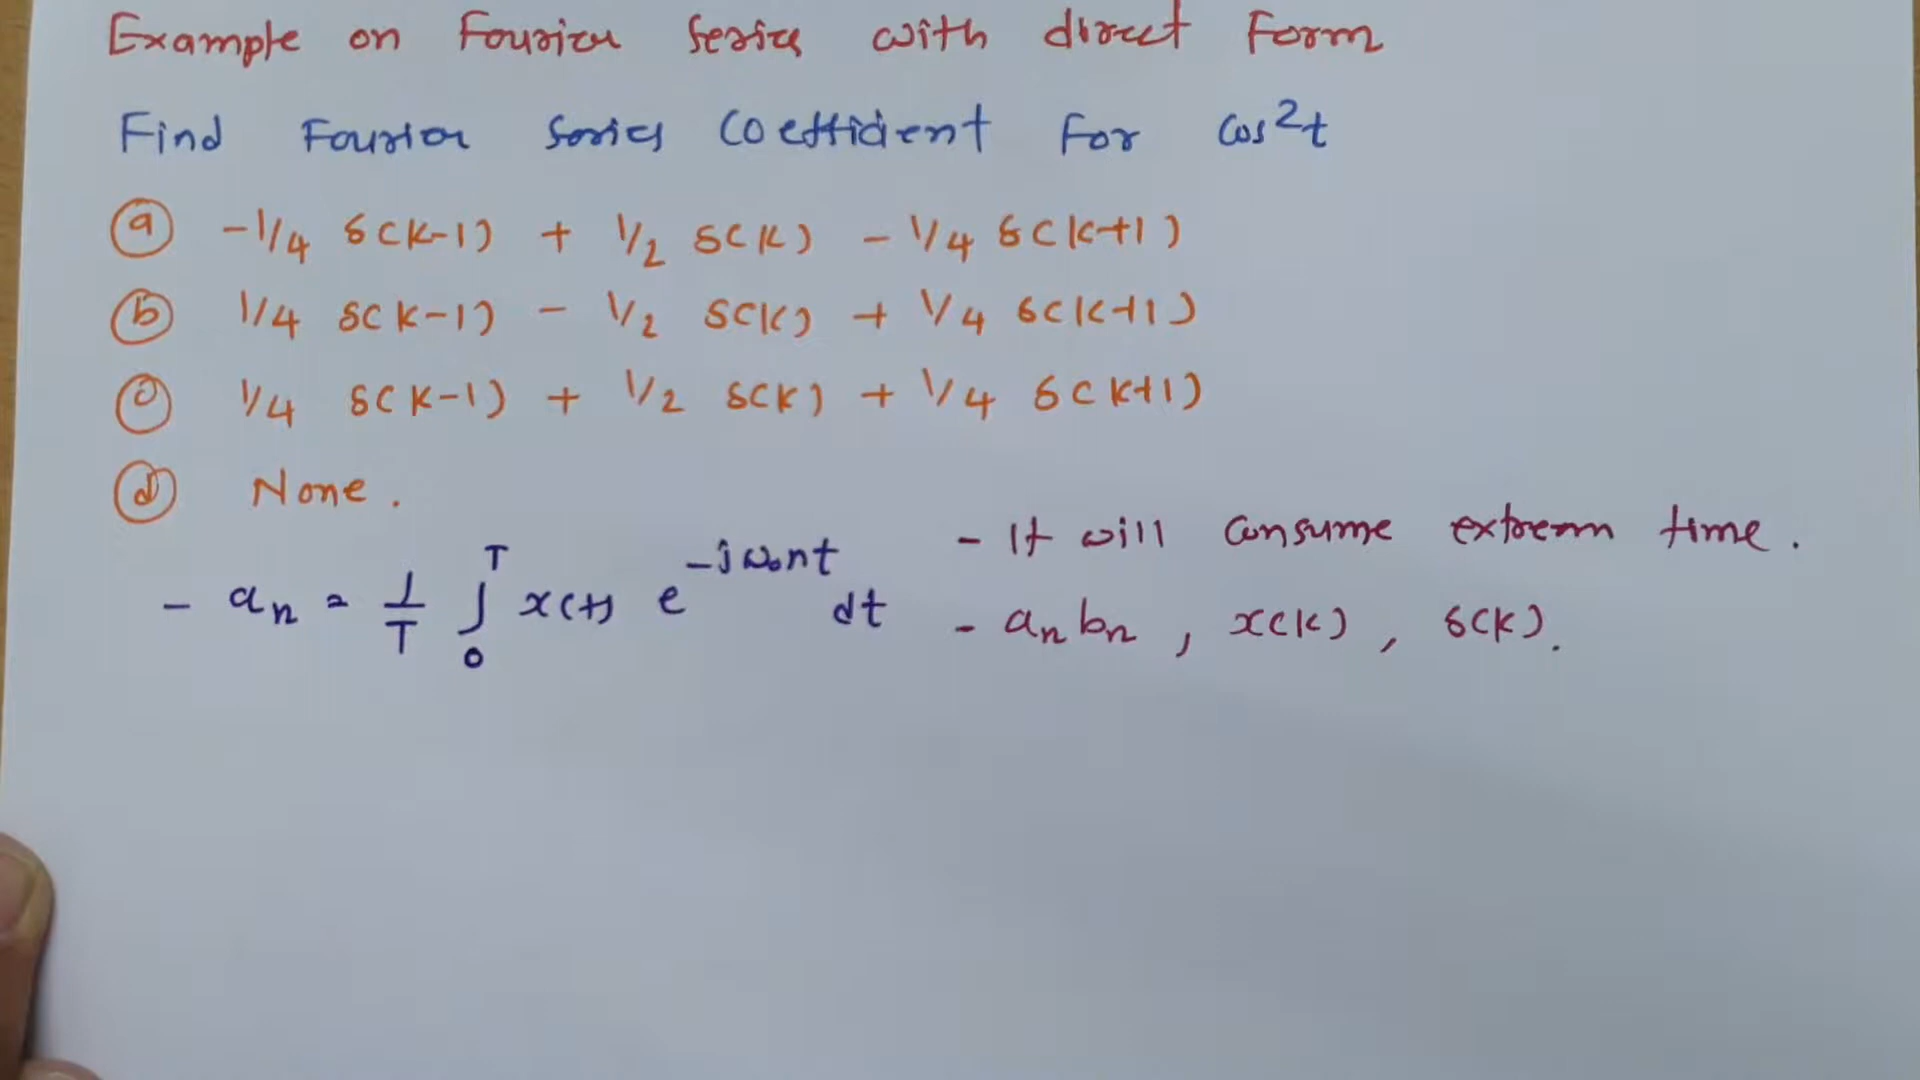 Example on Fourier Series with direct Form
Find Fourier Series Coefficient For cos²t
(a) -1/4 δ(k-1) + 1/2 δ(k) - 1/4 δ(k+1)
(b) 1/4 δ(k-1) - 1/2 δ(k) + 1/4 δ(k+1)
(c) 1/4 δ(k-1) + 1/2 δ(k) + 1/4 δ(k+1)
(d) None.
- aₙ = 1/T ∫₀ᵀ x(t) e^(-jω₀nt) dt
- It will consume extrem time.
- aₙ bₙ, x(k), δ(k).